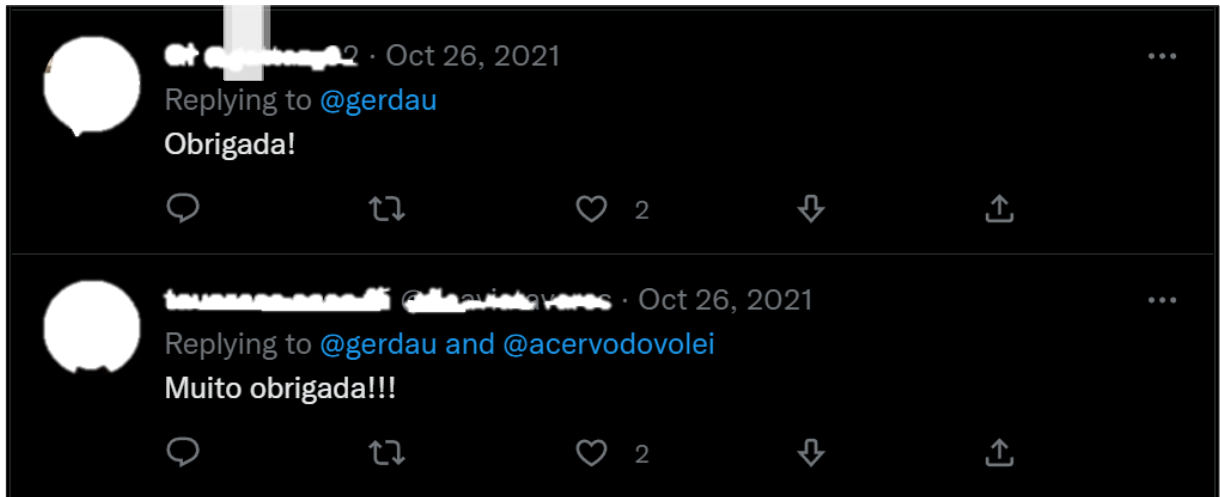 · Oct 26, 2021
Replying to @gerdau
Obrigada!
2
· Oct 26, 2021
Replying to @gerdau and @acervodovolei
Muito obrigada!!!
2